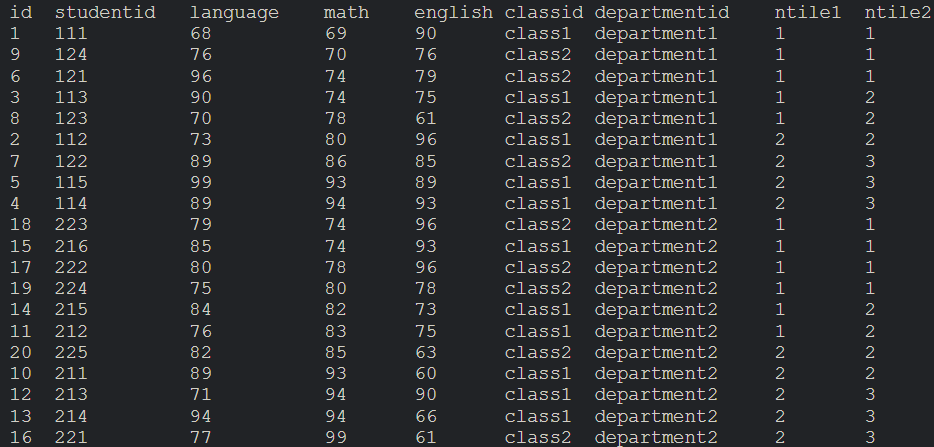 id studentid language math english classid departmentid ntile1 ntile2
1 111 68 69 90 class1 department1 1 1
9 124 76 70 76 class2 department1 1 1
6 121 96 74 79 class2 department1 1 1
3 113 90 74 75 class1 department1 1 2
8 123 70 78 61 class2 department1 1 2
2 112 73 80 96 class1 department1 2 2
7 122 89 86 85 class2 department1 2 3
5 115 99 93 89 class1 department1 2 3
4 114 89 94 93 class1 department1 2 3
18 223 79 74 96 class2 department2 1 1
15 216 85 74 93 class1 department2 1 1
17 222 80 78 96 class2 department2 1 1
19 224 75 80 78 class2 department2 1 1
14 215 84 82 73 class1 department2 1 2
11 212 76 83 75 class1 department2 1 2
20 225 82 85 63 class2 department2 2 2
10 211 89 93 60 class1 department2 2 2
12 213 71 94 90 class1 department2 2 3
13 214 94 94 66 class1 department2 2 3
16 221 77 99 61 class2 department2 2 3